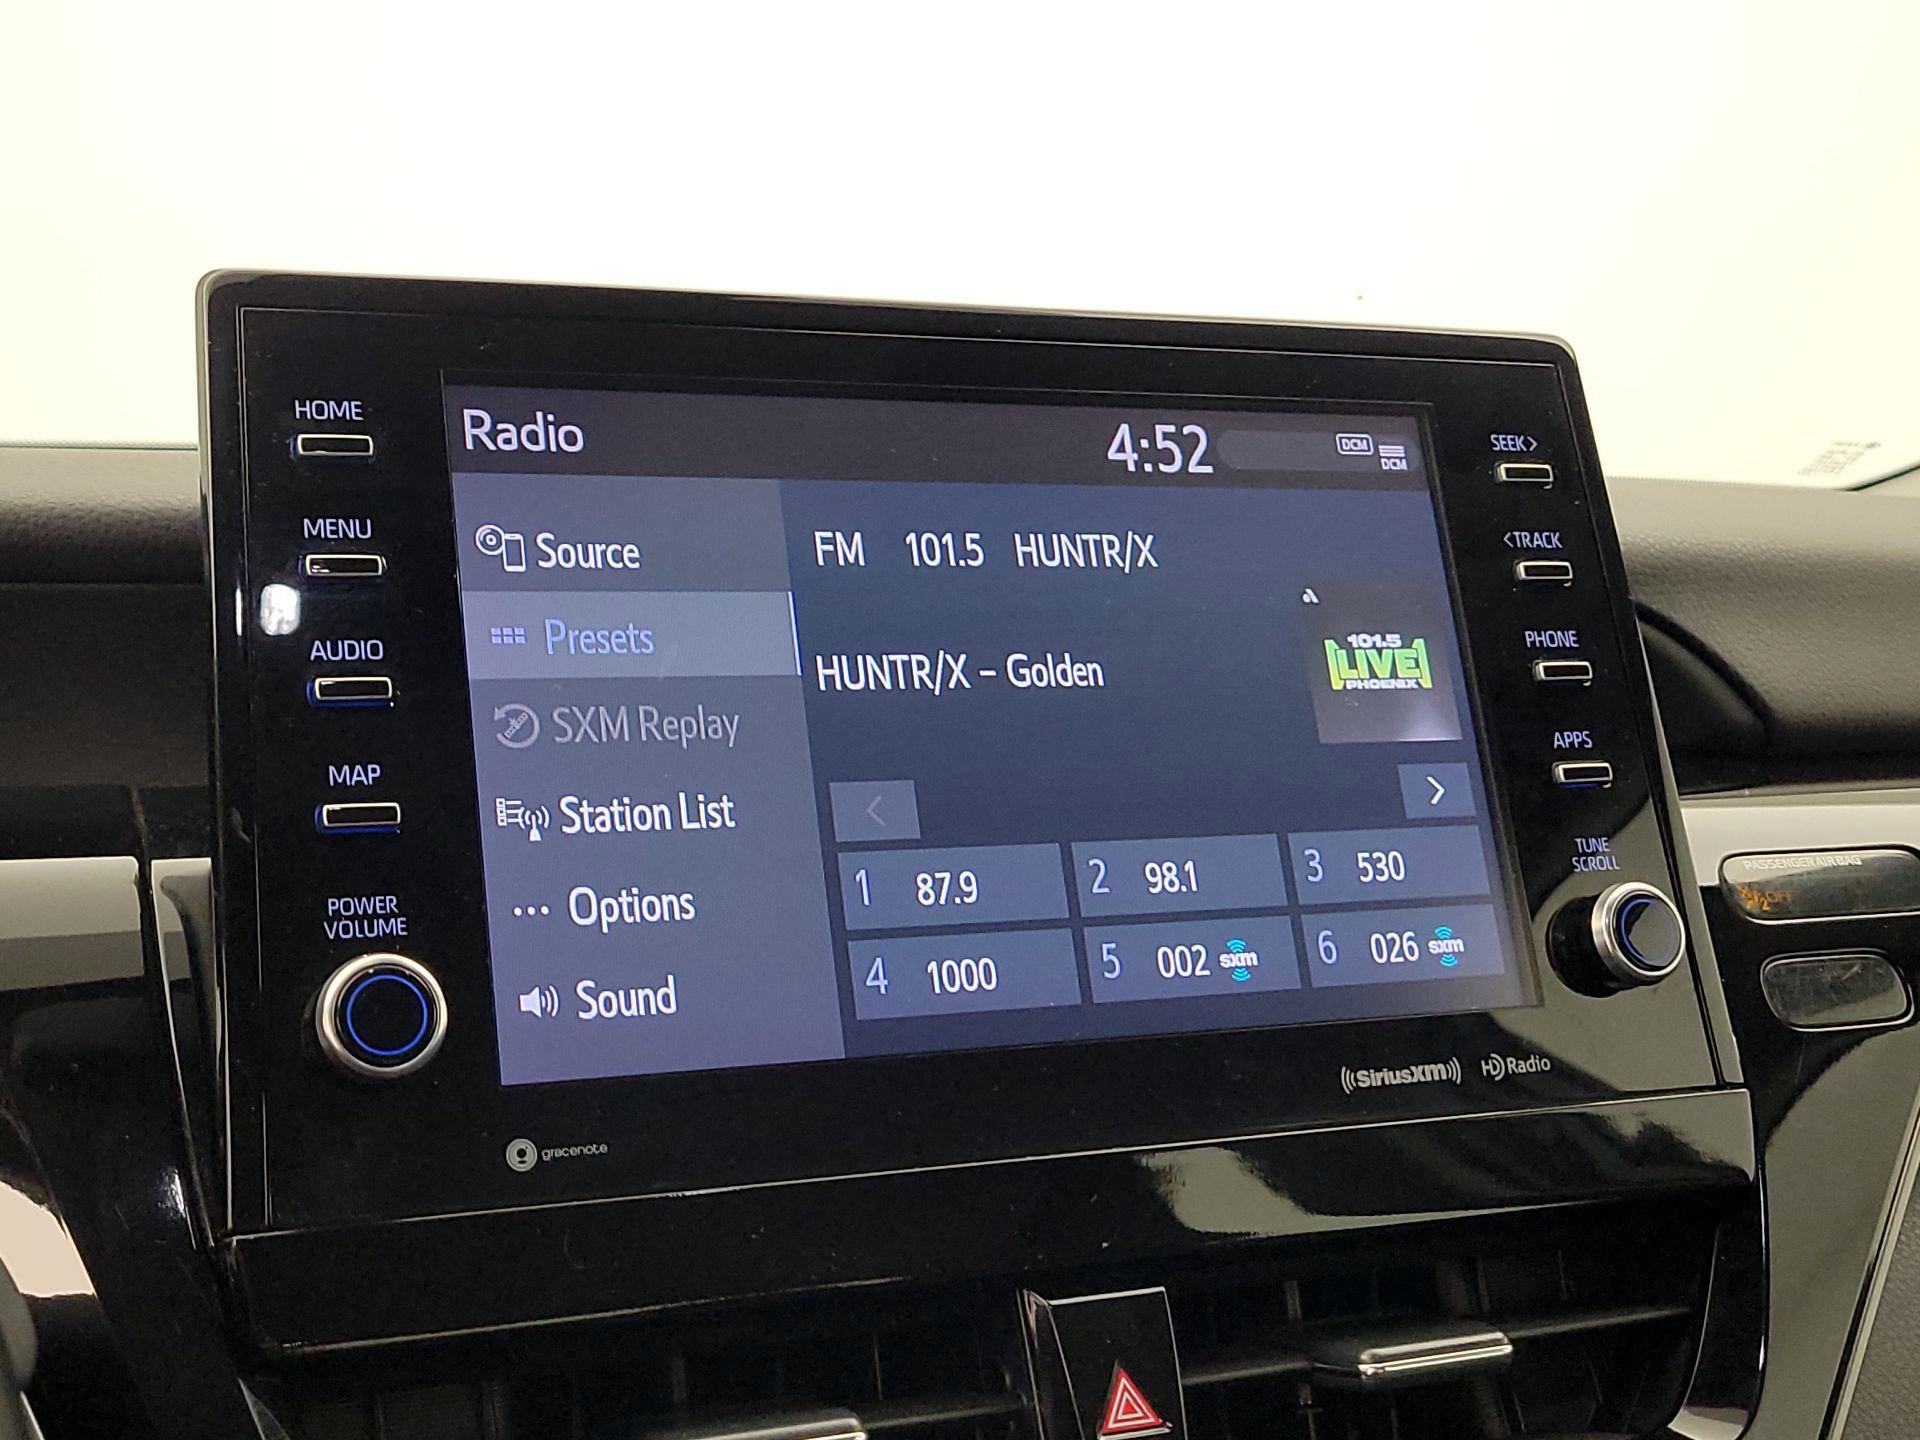 HOME
MENU
AUDIO
MAP
POWER
VOLUME
Radio
4:52
DCM
DCM
Source
Presets
SXM Replay
Station List
Options
Sound
FM 101.5 HUNTR/X
HUNTR/X - Golden
101.5
LIVE
PHOENIX
<
>
1 87.9
2 98.1
3 530
4 1000
5 002 sxm
6 026 sxm
SEEK>
<TRACK
PHONE
APPS
TUNE
SCROLL
PASSENGER AIR BAG
OFF
((SiriusXM))
HD Radio
gracenote